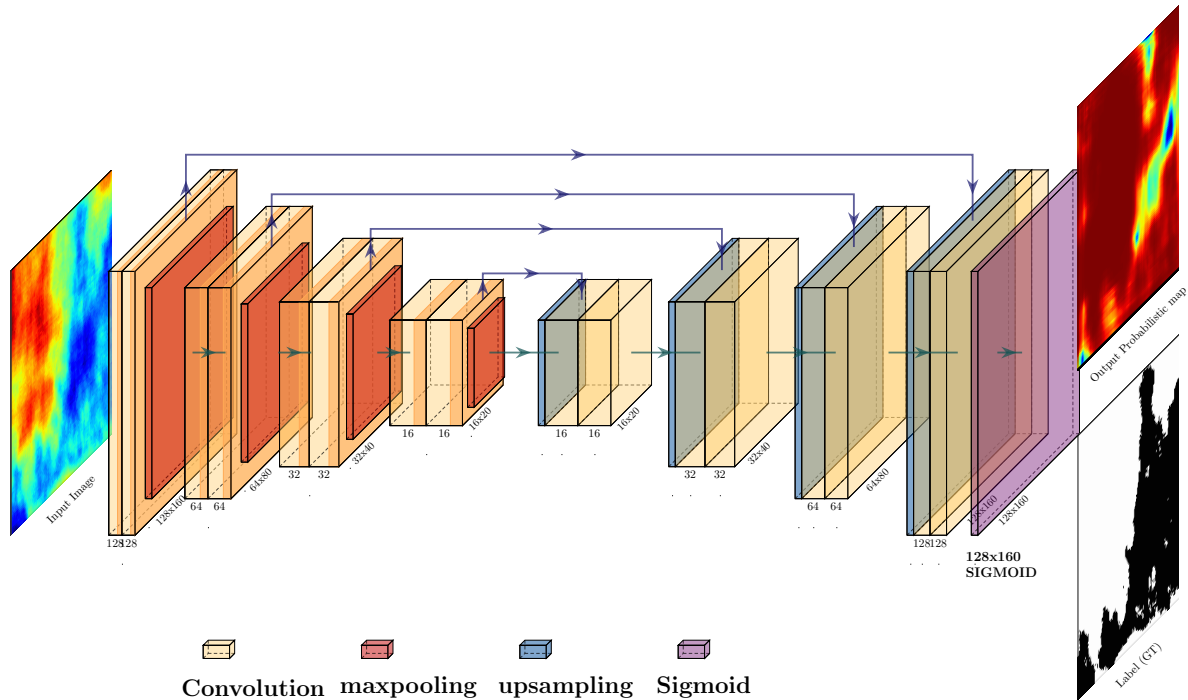 Input Image
128 128
128x160
64 64
64x80
32 32
32x40
16 16
16x20
16 16
16x20
32 32
32x40
64 64
64x80
128 128
128x160
128x160
128x160
SIGMOID
Output Probabilistic map
Label (GT)
Convolution maxpooling upsampling Sigmoid